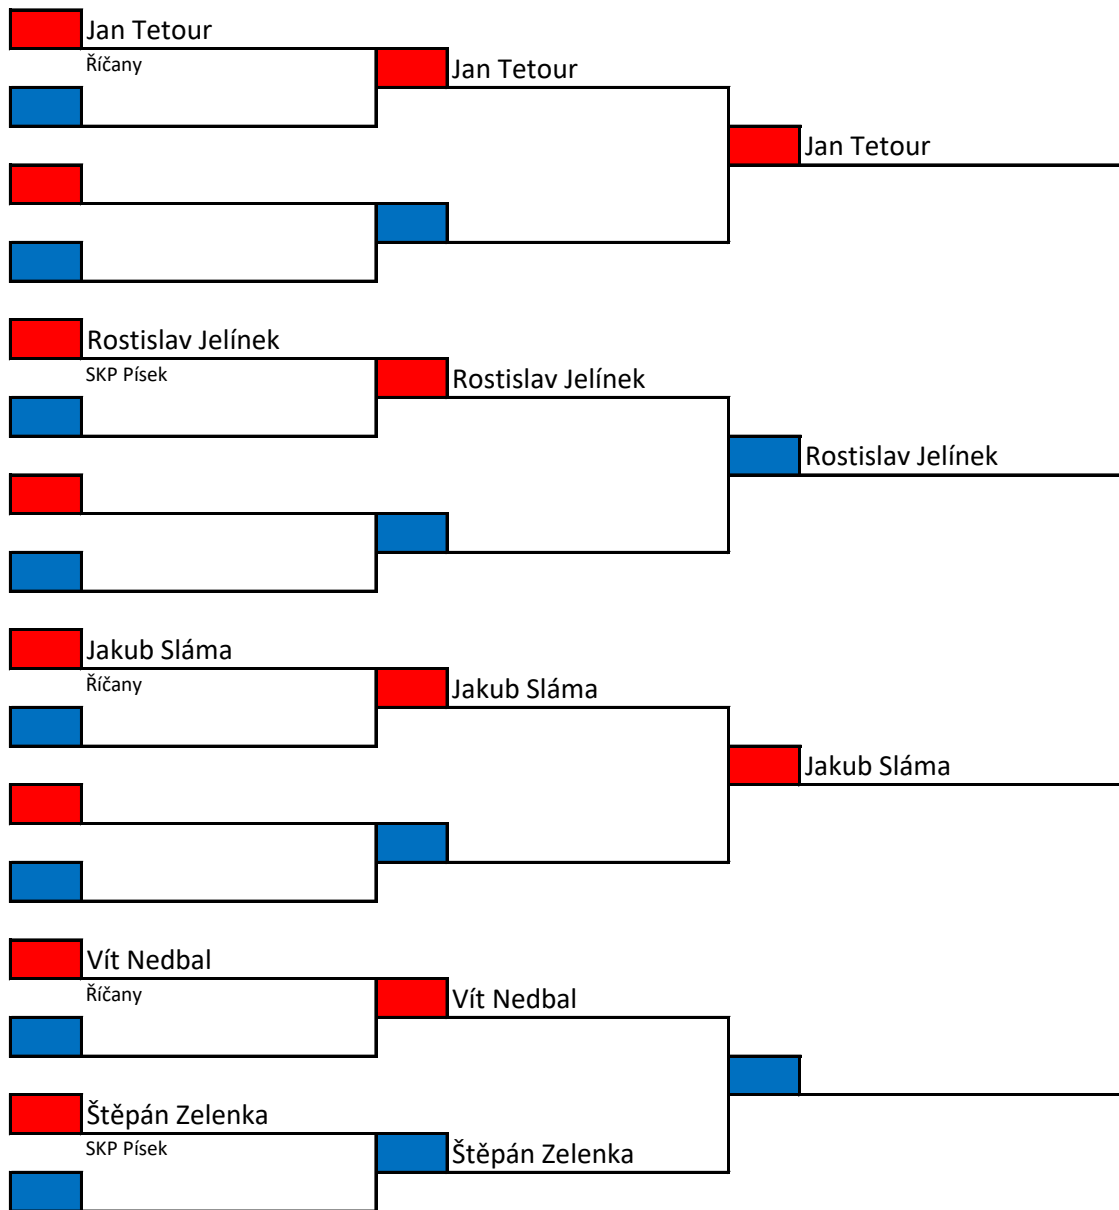 Jan Tetour
Říčany
Jan Tetour
Jan Tetour
Rostislav Jelínek
SKP Písek
Rostislav Jelínek
Rostislav Jelínek
Jakub Sláma
Říčany
Jakub Sláma
Jakub Sláma
Vít Nedbal
Říčany
Vít Nedbal
Štěpán Zelenka
SKP Písek
Štěpán Zelenka